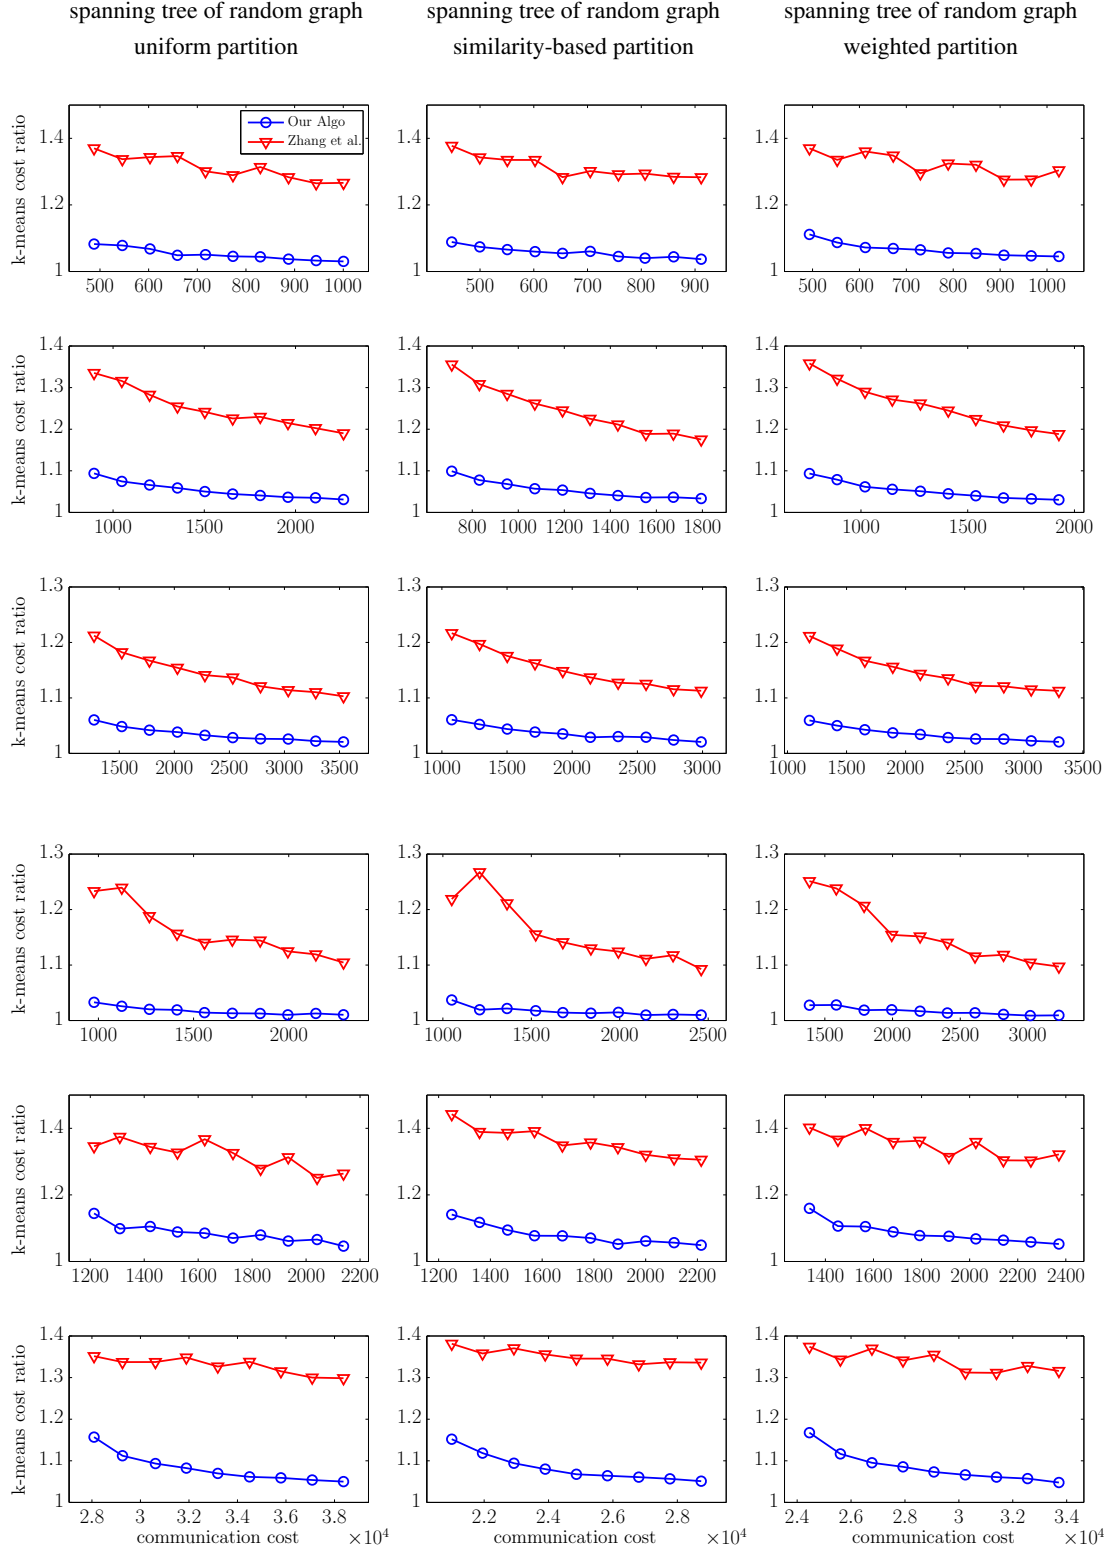 spanning tree of random graph spanning tree of random graph spanning tree of random graph
uniform partition similarity-based partition weighted partition
k-means cost ratio
1.4
1.2
1
500 600 700 800 900 1000
Our Algo
Zhang et al.
500 600 700 800 900
500 600 700 800 900 1000
k-means cost ratio
1.4
1.3
1.2
1.1
1
1000 1500 2000
800 1000 1200 1400 1600 1800
1000 1500 2000
k-means cost ratio
1.3
1.2
1.1
1
1500 2000 2500 3000 3500
1000 1500 2000 2500 3000
1000 1500 2000 2500 3000 3500
k-means cost ratio
1.3
1.2
1.1
1
1000 1500 2000
1000 1500 2000 2500
1500 2000 2500 3000
k-means cost ratio
1.4
1.2
1
1200 1400 1600 1800 2000 2200
1200 1400 1600 1800 2000 2200
1400 1600 1800 2000 2200 2400
k-means cost ratio
1.4
1.3
1.2
1.1
1
2.8 3 3.2 3.4 3.6 3.8
communication cost ×10⁴
2.2 2.4 2.6 2.8
communication cost ×10⁴
2.4 2.6 2.8 3 3.2 3.4
communication cost ×10⁴